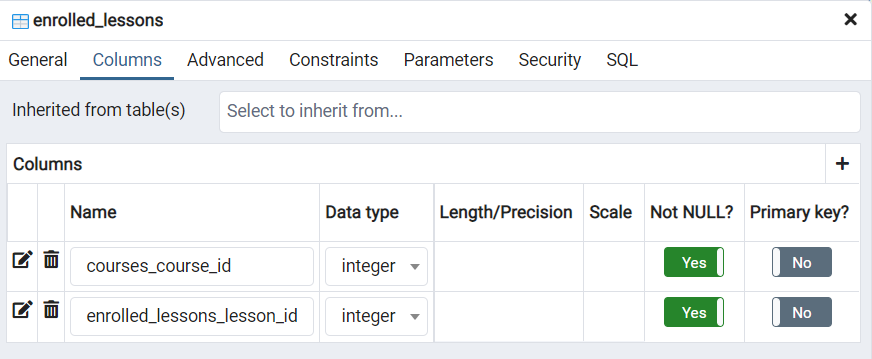 enrolled_lessons
General Columns Advanced Constraints Parameters Security SQL
Inherited from table(s) Select to inherit from...
Columns
Name Data type Length/Precision Scale Not NULL? Primary key?
courses_course_id integer Yes No
enrolled_lessons_lesson_id integer Yes No